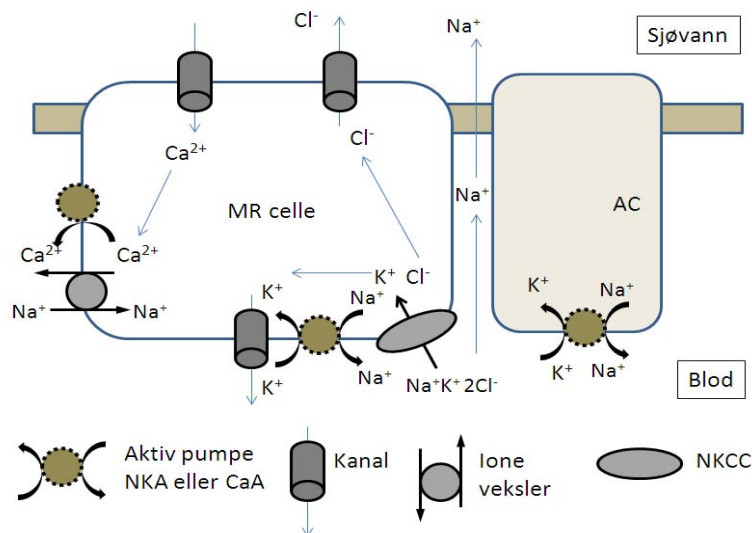 Cl⁻
Na⁺
Sjøvann
Ca²⁺
Cl⁻
Na⁺
MR celle
AC
Ca²⁺
Ca²⁺
K⁺ Cl⁻
Na⁺
Na⁺
K⁺
Na⁺
K⁺
Na⁺
K⁺
Na⁺
Na⁺K⁺ 2Cl⁻
K⁺
Na⁺
Blod
Aktiv pumpe
NKA eller CaA
Kanal
Ione
veksler
NKCC